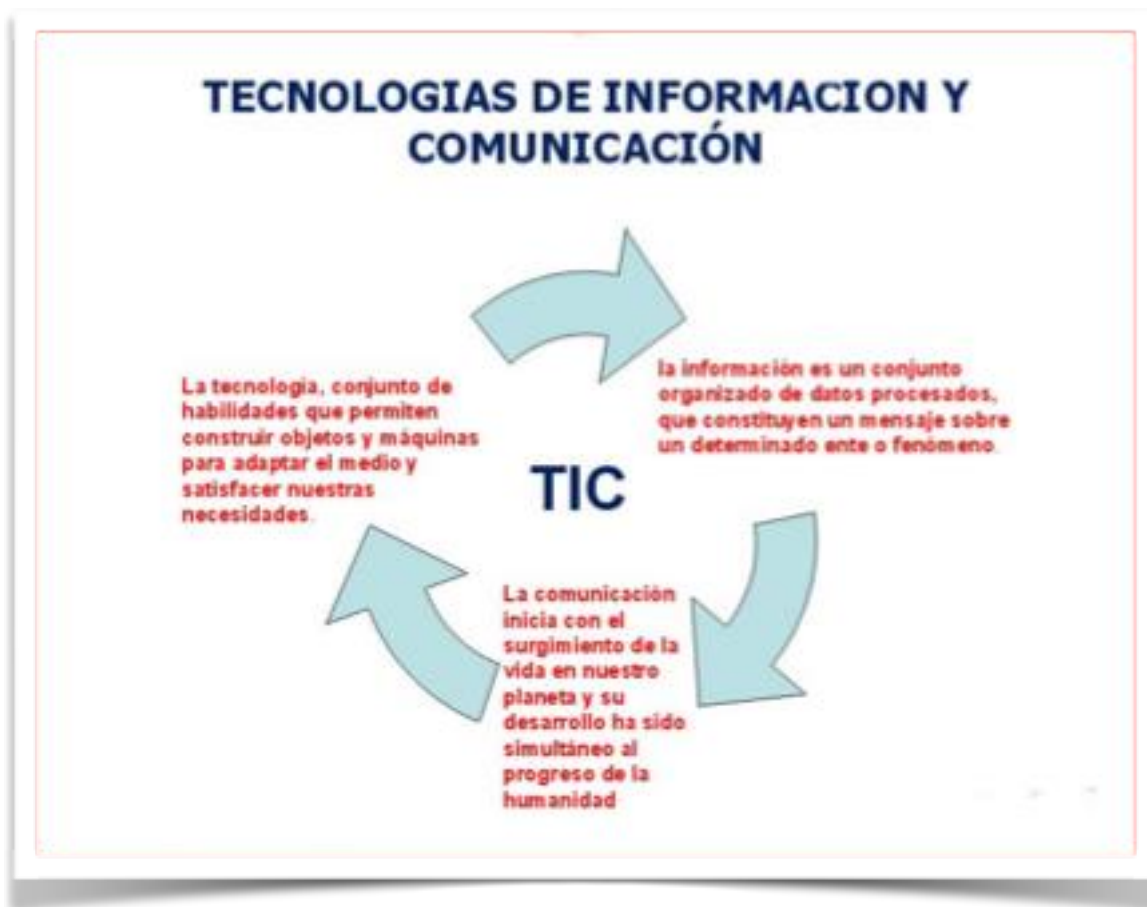 TECNOLOGIAS DE INFORMACION Y
COMUNICACIÓN
La tecnología, conjunto de
habilidades que permiten
construir objetos y máquinas
para adaptar el medio y
satisfacer nuestras
necesidades.
la información es un conjunto
organizado de datos procesados,
que constituyen un mensaje sobre
un determinado ente o fenómeno.
TIC
La comunicación
inicia con el
surgimiento de la
vida en nuestro
planeta y su
desarrollo ha sido
simultáneo al
progreso de la
humanidad